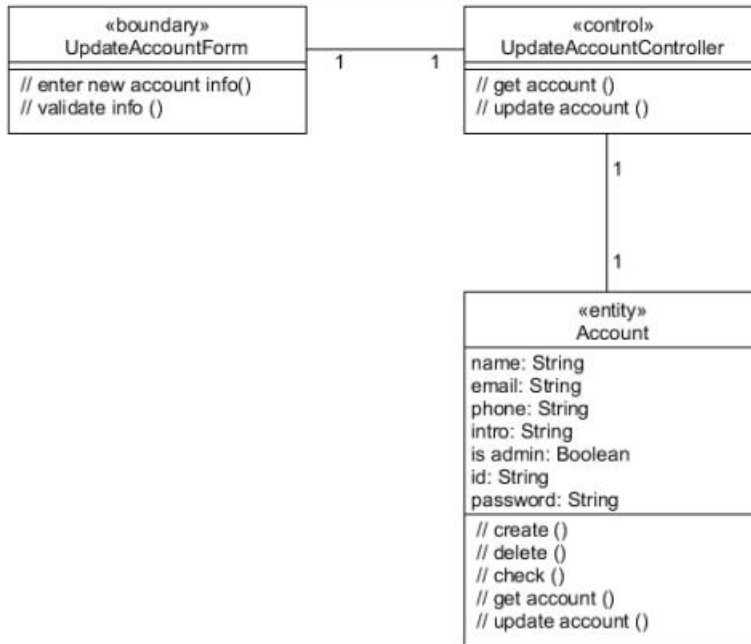 «boundary»
UpdateAccountForm
// enter new account info()
// validate info ()
1
1
«control»
UpdateAccountController
// get account ()
// update account ()
1
1
«entity»
Account
name: String
email: String
phone: String
intro: String
is admin: Boolean
id: String
password: String
// create ()
// delete ()
// check ()
// get account ()
// update account ()